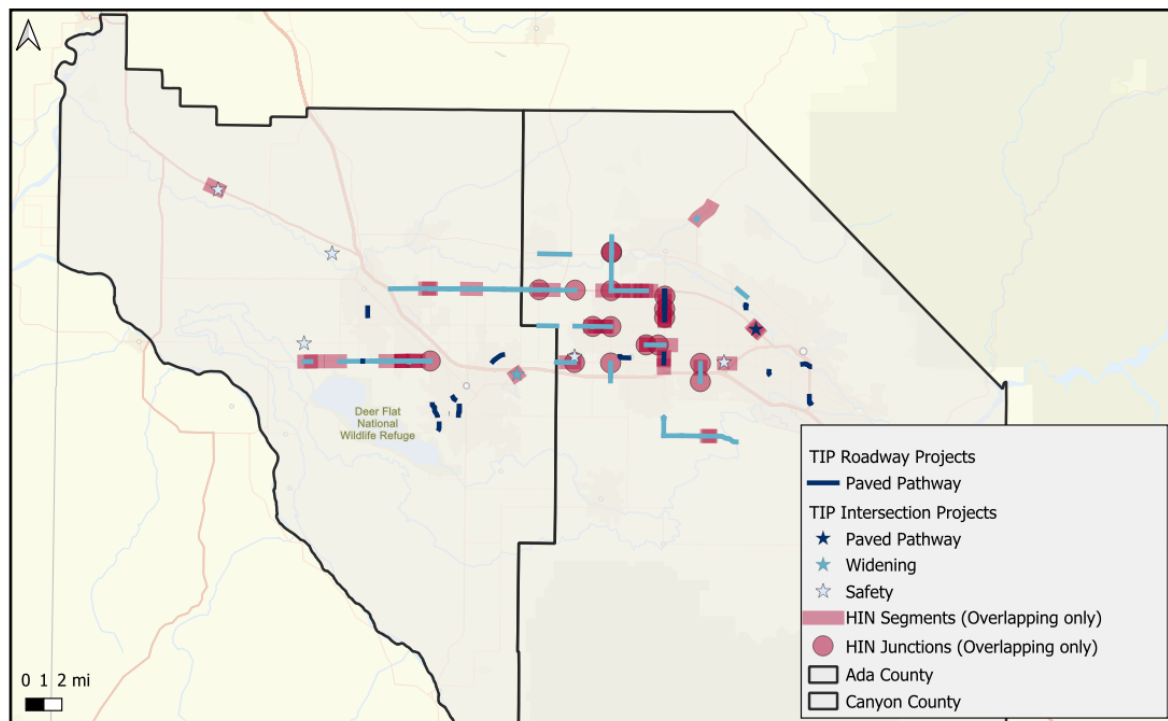 Deer Flat
National
Wildlife Refuge
TIP Roadway Projects
Paved Pathway
TIP Intersection Projects
Paved Pathway
Widening
Safety
HIN Segments (Overlapping only)
HIN Junctions (Overlapping only)
Ada County
Canyon County
0 1 2 mi